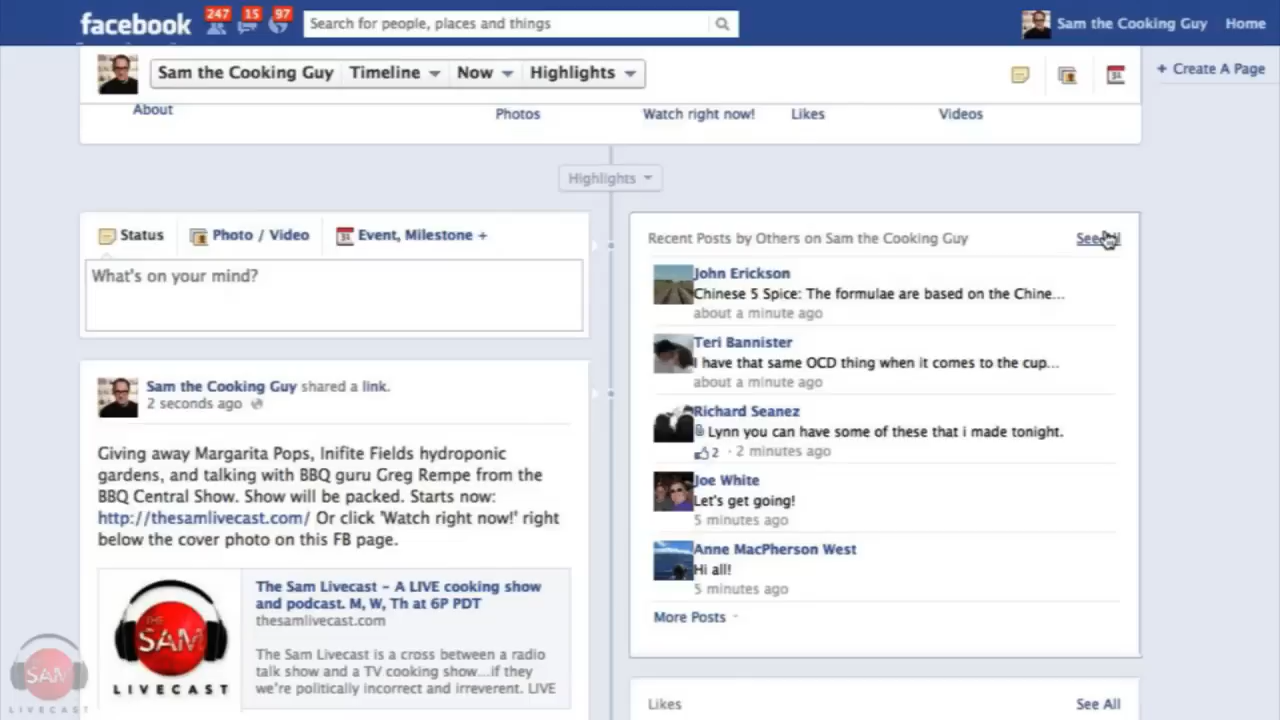 facebook
247
15
97
Search for people, places and things
Sam the Cooking Guy
Home
Sam the Cooking Guy
Timeline
Now
Highlights
31
+ Create A Page
About
Photos
Watch right now!
Likes
Videos
Highlights
Status
Photo / Video
Event, Milestone +
What's on your mind?
Sam the Cooking Guy shared a link.
2 seconds ago
Giving away Margarita Pops, Inifite Fields hydroponic
gardens, and talking with BBQ guru Greg Rempe from the
BBQ Central Show. Show will be packed. Starts now:
http://thesamlivecast.com/ Or click 'Watch right now!' right
below the cover photo on this FB page.
THE
SAM
LIVECAST
The Sam Livecast - A LIVE cooking show
and podcast. M, W, Th at 6P PDT
thesamlivecast.com
The Sam Livecast is a cross between a radio
talk show and a TV cooking show...if they
we're politically incorrect and irreverent. LIVE
Recent Posts by Others on Sam the Cooking Guy
John Erickson
Chinese 5 Spice: The formulae are based on the Chine...
about a minute ago
Teri Bannister
I have that same OCD thing when it comes to the cup...
about a minute ago
Richard Seanez
Lynn you can have some of these that i made tonight.
2 · 2 minutes ago
Joe White
Let's get going!
5 minutes ago
Anne MacPherson West
Hi all!
5 minutes ago
More Posts
Likes
See All
SAM
LIVECAST